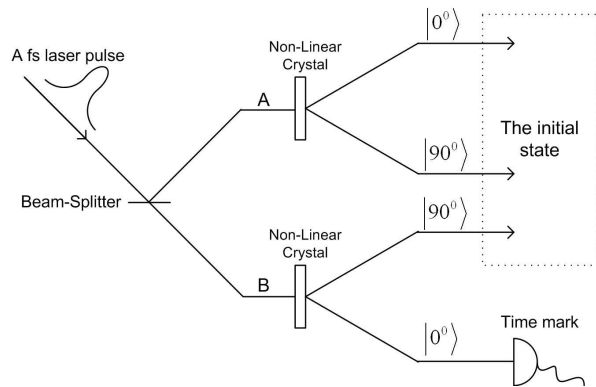 |0⁰⟩
A fs laser pulse
Non-Linear
Crystal
A
The initial
state
|90⁰⟩
Beam-Splitter
|90⁰⟩
Non-Linear
Crystal
B
Time mark
|0⁰⟩